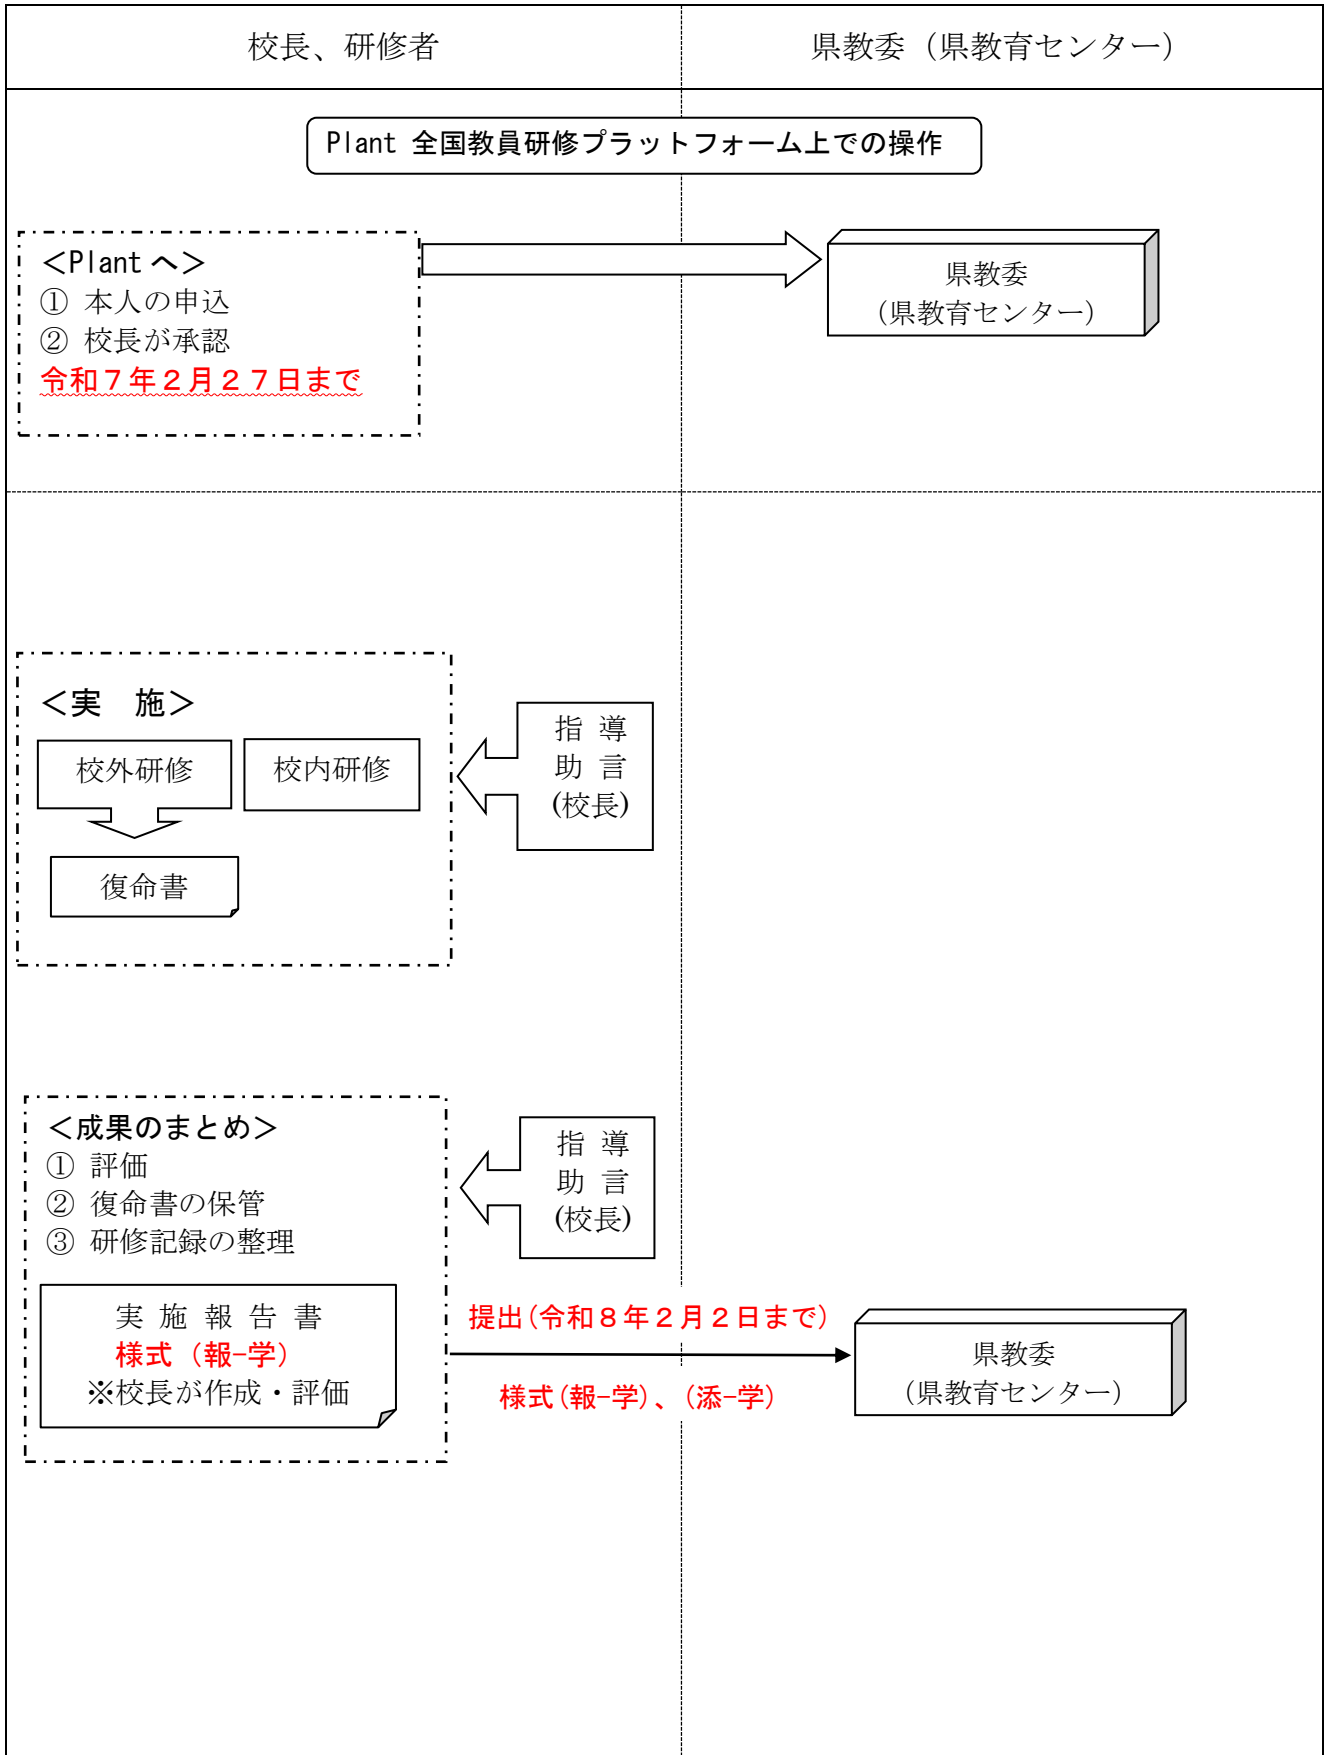 校長、研修者
県教委（県教育センター）
Plant 全国教員研修プラットフォーム上での操作
＜Plant へ＞
① 本人の申込
② 校長が承認
令和７年２月２７日まで
県教委
（県教育センター）
＜実　施＞
校外研修
校内研修
復命書
指 導
助 言
(校長)
＜成果のまとめ＞
① 評価
② 復命書の保管
③ 研修記録の整理
実 施 報 告 書
様式（報−学）
※校長が作成・評価
指 導
助 言
(校長)
提出(令和８年２月２日まで)
様式(報−学)、(添−学)
県教委
（県教育センター）